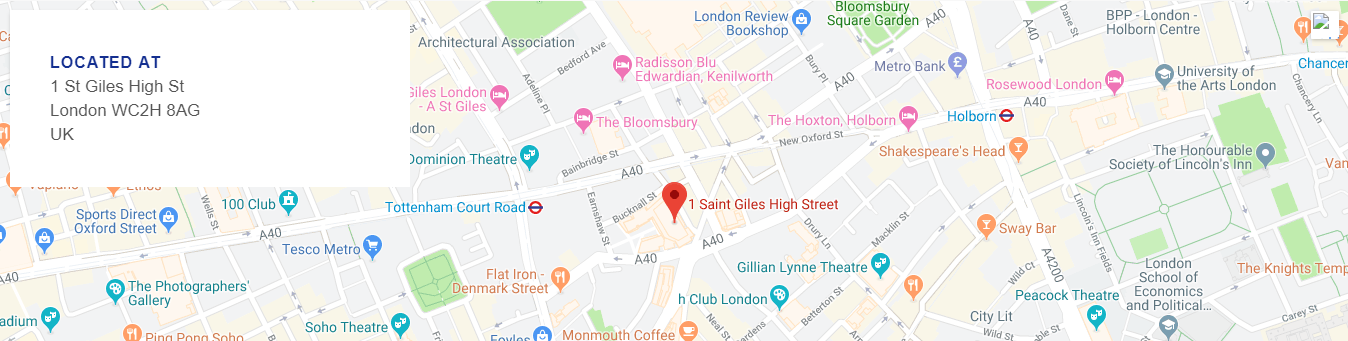 LOCATED AT
1 St Giles High St
London WC2H 8AG
UK
Architectural Association
Bedford Ave
Adeline Pl
London Review
Bookshop
Bloomsbury
Square Garden
A40
Dane St
BPP - London -
Holborn Centre
Radisson Blu
Edwardian, Kenilworth
Bury Pl
A40
Metro Bank
Rosewood London
University of
the Arts London
Chancer
Giles London
- A St Giles
The Bloomsbury
The Hoxton, Holborn
Holborn
A40
Chancery Ln
New Oxford St
Dominion Theatre
Bainbridge St
A40
Shakespeare's Head
The Honourable
Society of Lincoln's Inn
Van
100 Club
Wells St
Tottenham Court Road
Earnshaw St
Bucknall St
1 Saint Giles High Street
Sports Direct
Oxford Street
A40
Tesco Metro
A40
A40
Drury Ln
Macklin St
Sway Bar
Lincoln's Inn Fields
Flat Iron -
Denmark Street
Gillian Lynne Theatre
Wild Ct
A4200
London
School of
Economics
and Political...
The Knights Temp
The Photographers'
Gallery
h Club London
Betterton St
Peacock Theatre
City Lit
Wild St
Carey St
Soho Theatre
Ping Pong Soho
Foyles
Monmouth Coffee
Neal St